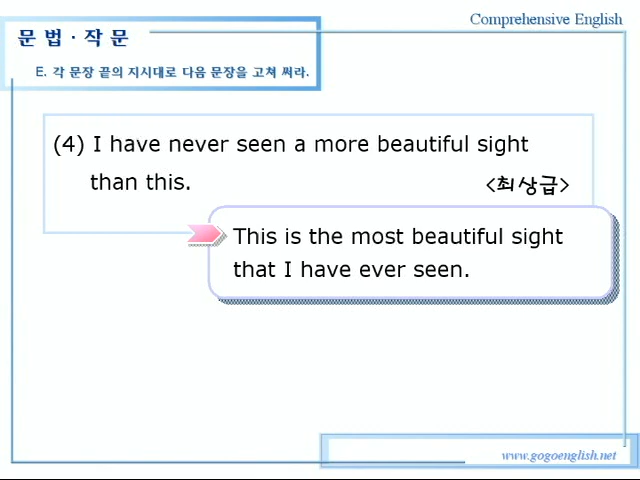 Comprehensive English
문 법 · 작 문
E. 각 문장 끝의 지시대로 다음 문장을 고쳐 써라.
(4) I have never seen a more beautiful sight
than this.
<최상급>
This is the most beautiful sight
that I have ever seen.
www.gogoenglish.net